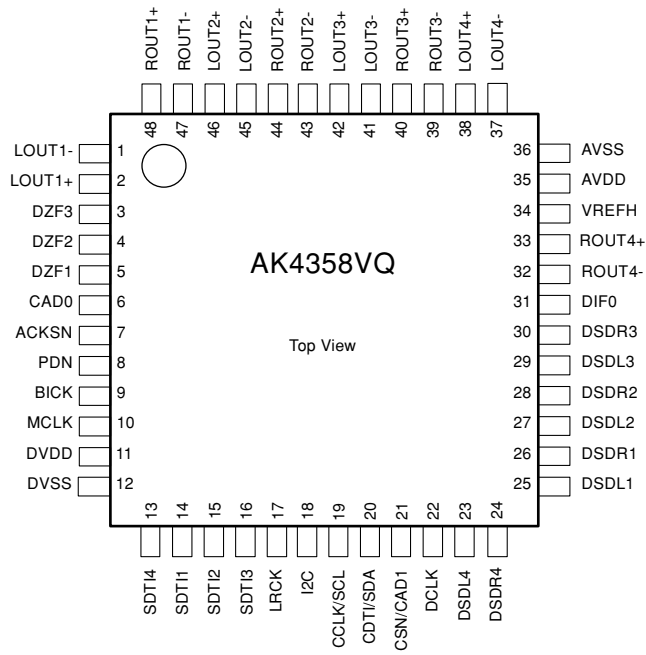 ROUT1+
ROUT1-
LOUT2+
LOUT2-
ROUT2+
ROUT2-
LOUT3+
LOUT3-
ROUT3+
ROUT3-
LOUT4+
LOUT4-
48
47
46
45
44
43
42
41
40
39
38
37
LOUT1- 1
LOUT1+ 2
DZF3 3
DZF2 4
DZF1 5
CAD0 6
ACKSN 7
PDN 8
BICK 9
MCLK 10
DVDD 11
DVSS 12
AK4358VQ
Top View
36 AVSS
35 AVDD
34 VREFH
33 ROUT4+
32 ROUT4-
31 DIF0
30 DSDR3
29 DSDL3
28 DSDR2
27 DSDL2
26 DSDR1
25 DSDL1
13
14
15
16
17
18
19
20
21
22
23
24
SDTI4
SDTI1
SDTI2
SDTI3
LRCK
I2C
CCLK/SCL
CDTI/SDA
CSN/CAD1
DCLK
DSDL4
DSDR4